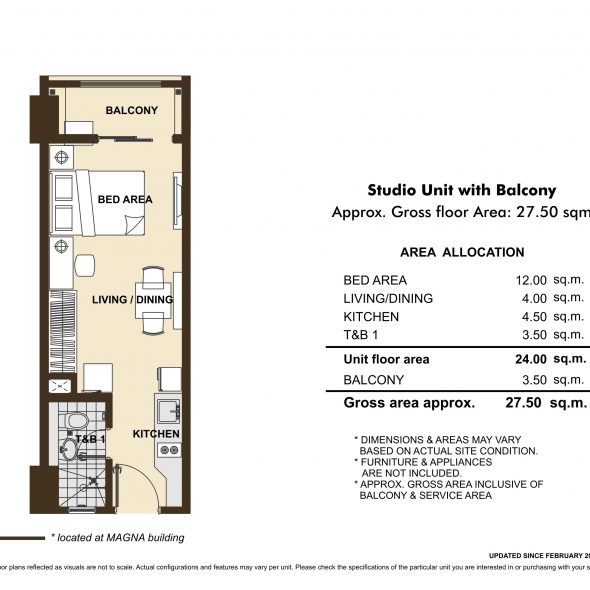 BALCONY
BED AREA
LIVING / DINING
T&B 1
KITCHEN
* located at MAGNA building
Studio Unit with Balcony
Approx. Gross floor Area: 27.50 sqm
AREA ALLOCATION
BED AREA 12.00 sq.m.
LIVING/DINING 4.00 sq.m.
KITCHEN 4.50 sq.m.
T&B 1 3.50 sq.m.
Unit floor area 24.00 sq.m.
BALCONY 3.50 sq.m.
Gross area approx. 27.50 sq.m.
* DIMENSIONS & AREAS MAY VARY
BASED ON ACTUAL SITE CONDITION.
* FURNITURE & APPLIANCES
ARE NOT INCLUDED.
* APPROX. GROSS AREA INCLUSIVE OF
BALCONY & SERVICE AREA
UPDATED SINCE FEBRUARY 20
oor plans reflected as visuals are not to scale. Actual configurations and features may vary per unit. Please check the specifications of the particular unit you are interested in or purchasing with your s